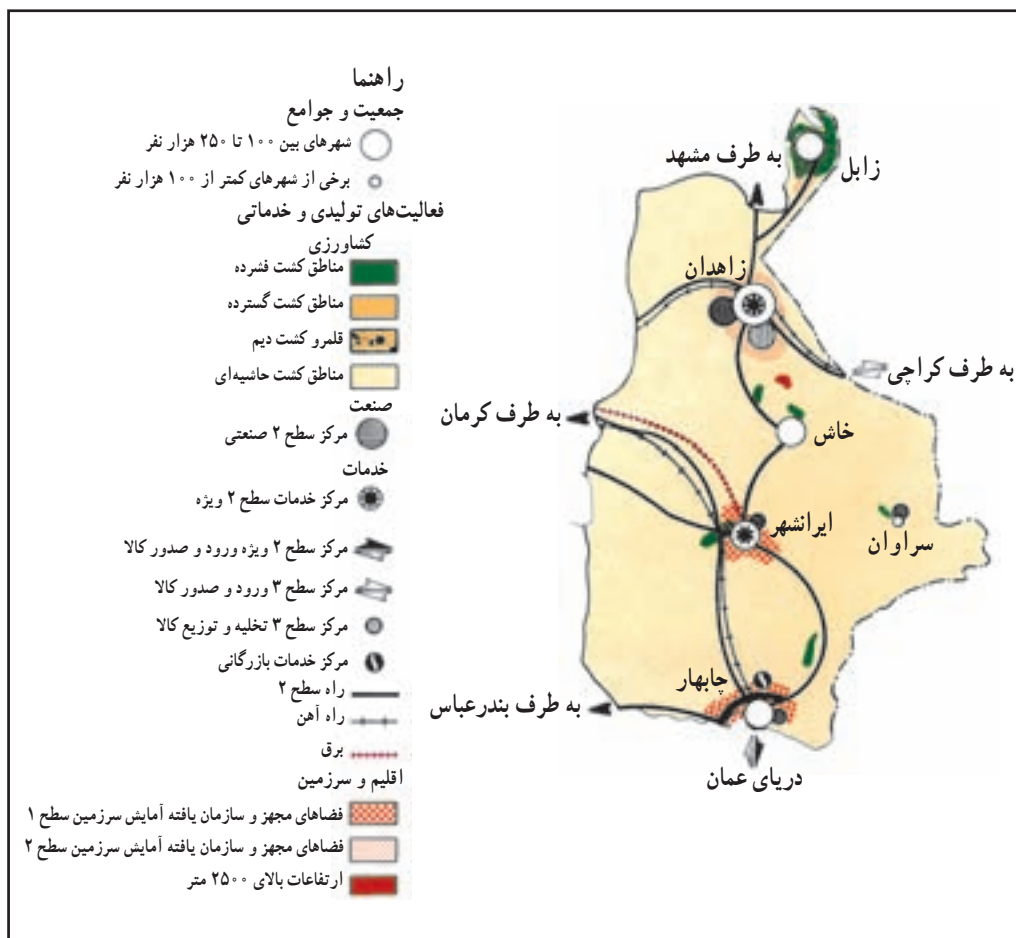 راهنما
جمعیت و جوامع
شهرهای بین ۱۰۰ تا ۲۵۰ هزار نفر
برخی از شهرهای کمتر از ۱۰۰ هزار نفر
فعالیت‌های تولیدی و خدماتی
کشاورزی
مناطق کشت فشرده
مناطق کشت گسترده
قلمرو کشت دیم
مناطق کشت حاشیه‌ای
صنعت
مرکز سطح ۲ صنعتی
خدمات
مرکز خدمات سطح ۲ ویژه
مرکز سطح ۲ ویژه ورود و صدور کالا
مرکز سطح ۳ ورود و صدور کالا
مرکز سطح ۳ تخلیه و توزیع کالا
مرکز خدمات بازرگانی
راه سطح ۲
راه آهن
برق
اقلیم و سرزمین
فضاهای مجهز و سازمان یافته آمایش سرزمین سطح ۱
فضاهای مجهز و سازمان یافته آمایش سرزمین سطح ۲
ارتفاعات بالای ۲۵۰۰ متر
به طرف مشهد
زابل
زاهدان
به طرف کراچی
به طرف کرمان
خاش
ایرانشهر
سراوان
چابهار
به طرف بندرعباس
دریای عمان